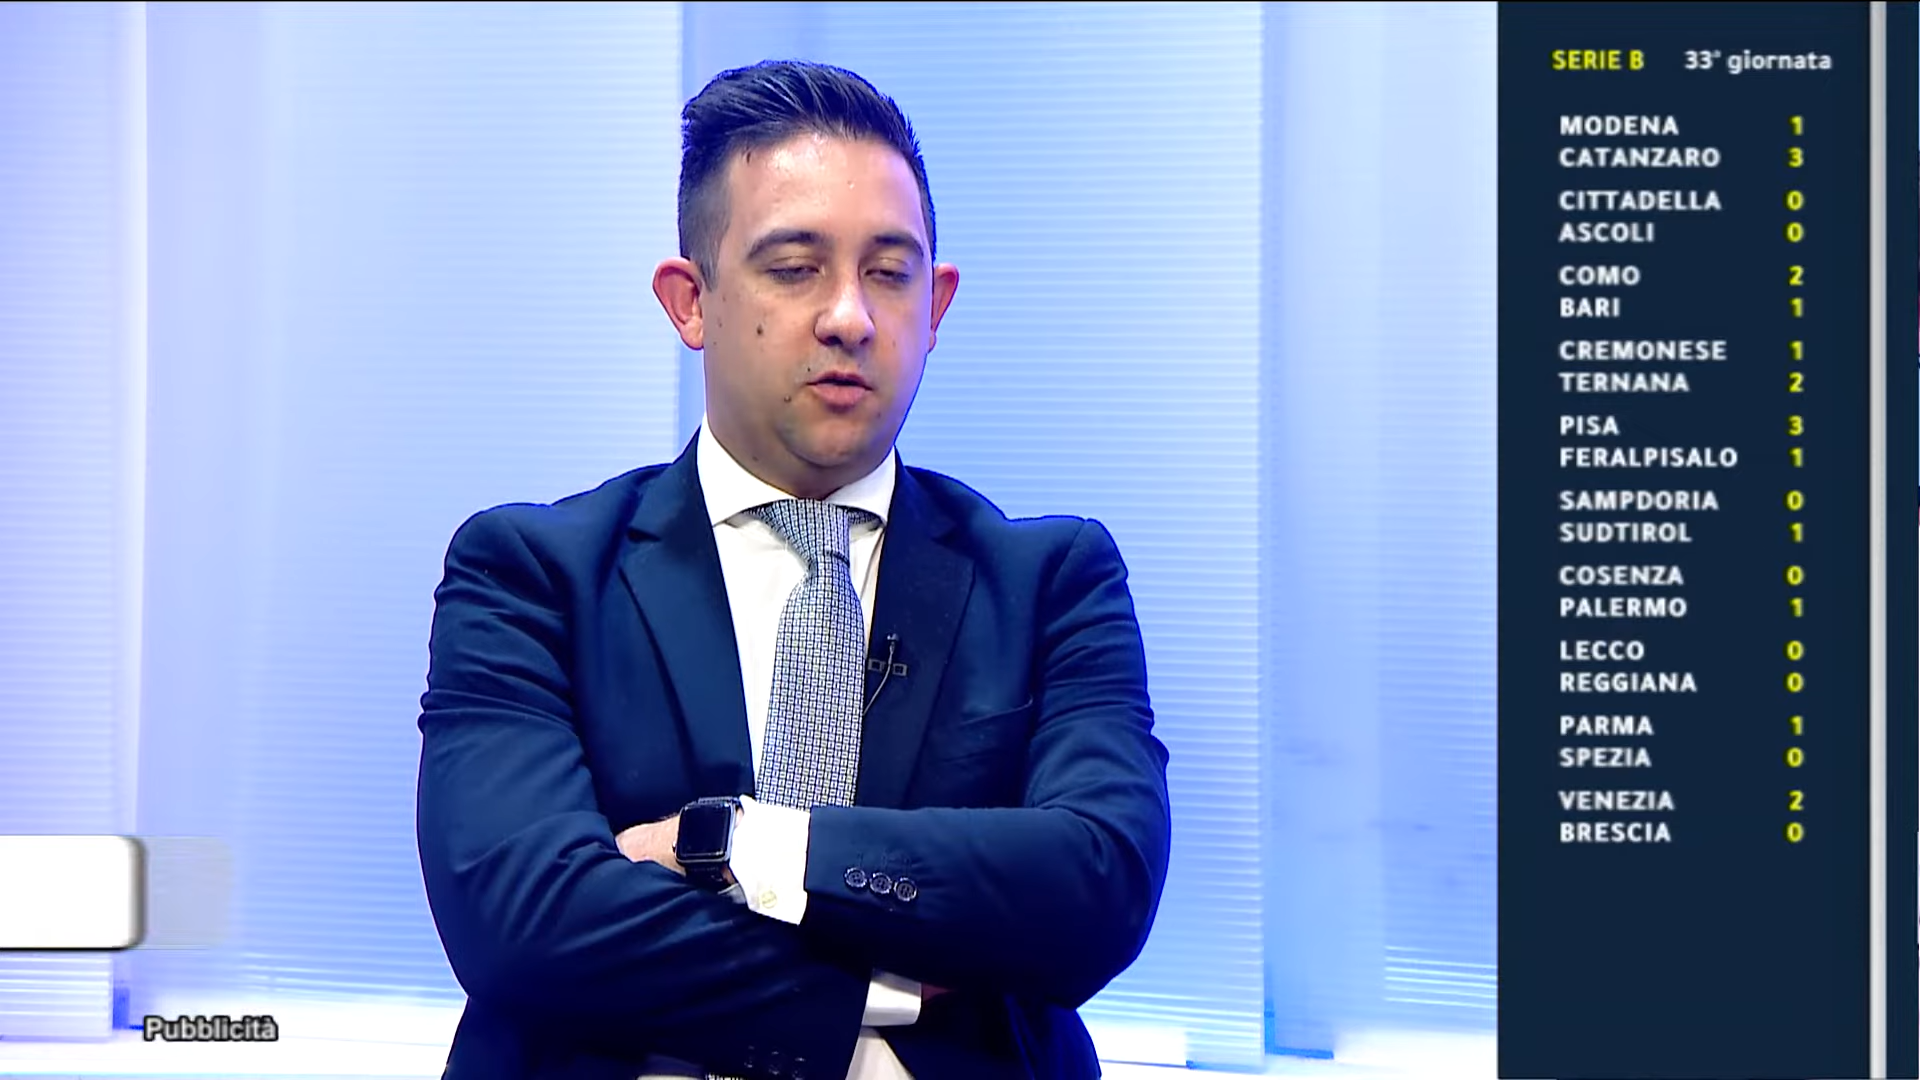 SERIE B 33ª giornata
MODENA 1
CATANZARO 3
CITTADELLA 0
ASCOLI 0
COMO 2
BARI 1
CREMONESE 1
TERNANA 2
PISA 3
FERALPISALO 1
SAMPDORIA 0
SUDTIROL 1
COSENZA 0
PALERMO 1
LECCO 0
REGGIANA 0
PARMA 1
SPEZIA 0
VENEZIA 2
BRESCIA 0
Pubblicità